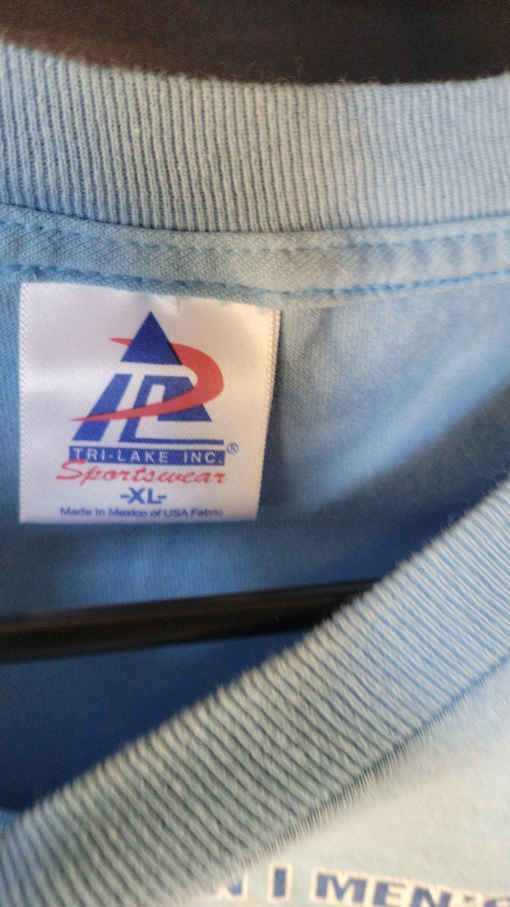 TRI-LAKE INC.®
Sportswear
-XL-
Made In Mexico of USA Fabric
N I MEN'S